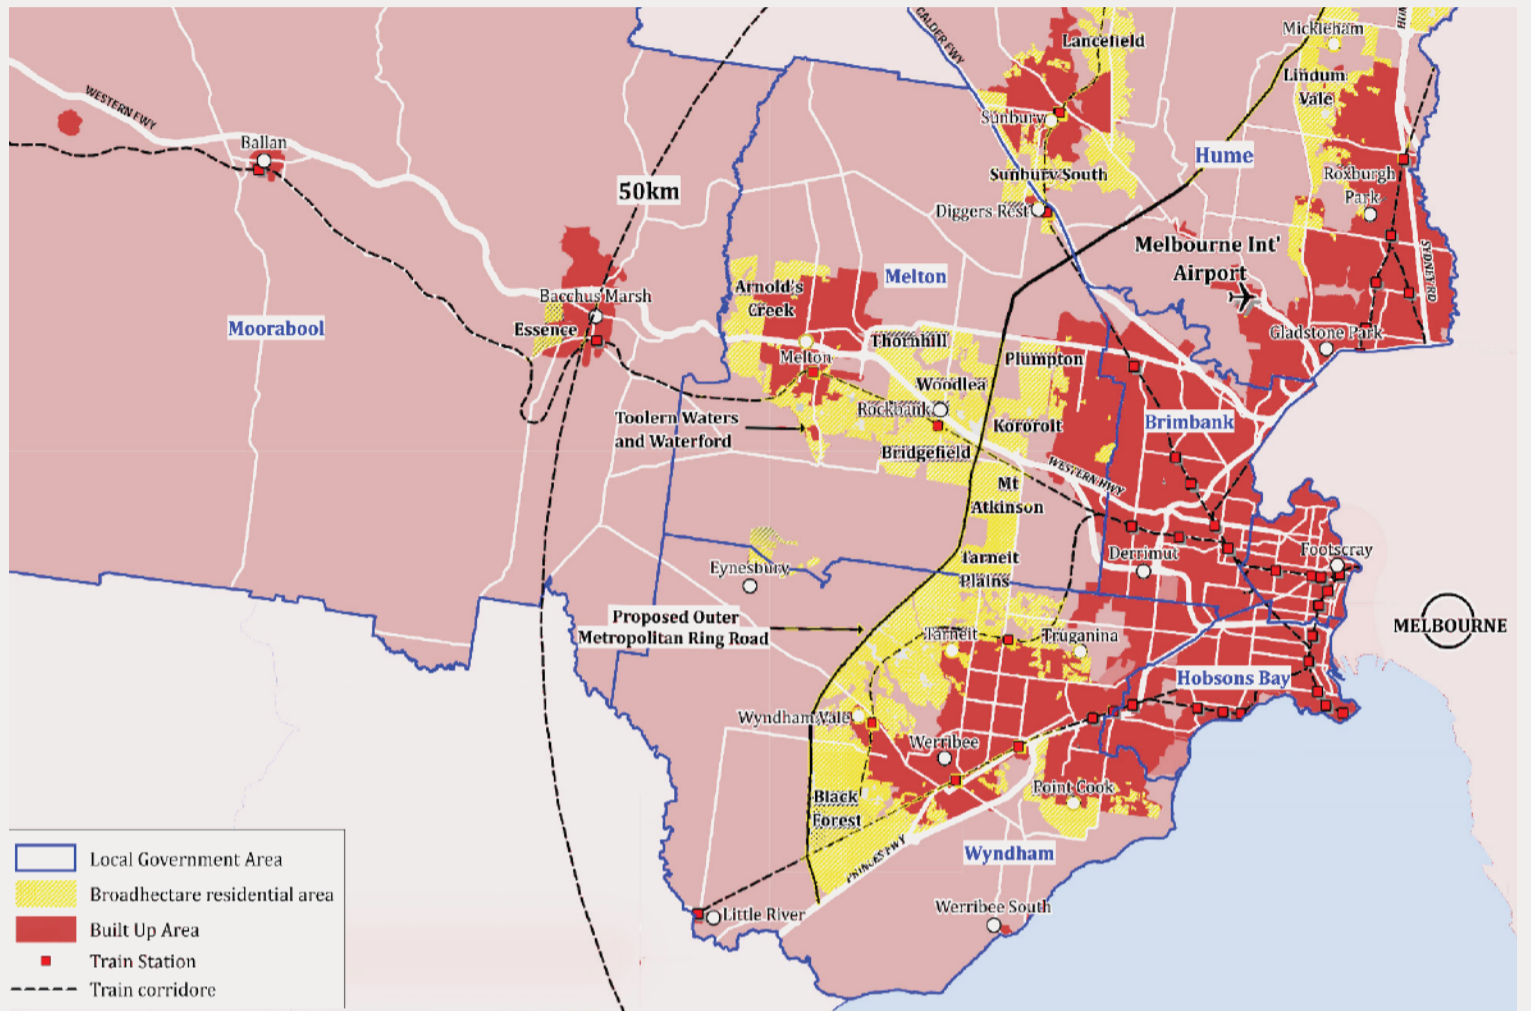 CALDER FWY
Lancefield
Mickleham
Lindum
Vale
WESTERN FWY
Ballan
Sunbury
Hume
50km
Sunbury South
Roxburgh
Park
Diggers Rest
Melbourne Int'
Airport
SYDNEY RD
Melton
Arnold's
Creek
Bacchus Marsh
Moorabool
Essence
Gladstone Park
Thornhill
Melton
Plumpton
Woodlea
Rockbank
Toolern Waters
and Waterford
Kororoit
Brimbank
Bridgefield
WESTERN HWY
Mt
Atkinson
Tarneit
Plains
Derrimut
Footscray
Eynesbury
Proposed Outer
Metropolitan Ring Road
MELBOURNE
Tarneit
Truganina
Hobsons Bay
Wyndham Vale
Werribee
Point Cook
Black
Forest
PRINCES FWY
Wyndham
Little River
Werribee South
Local Government Area
Broadhectare residential area
Built Up Area
Train Station
Train corridore